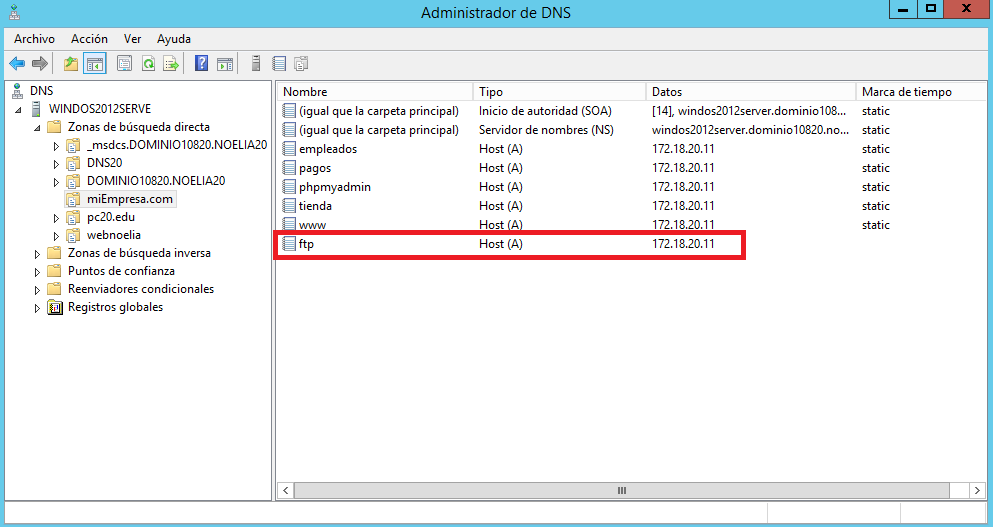 Administrador de DNS
Archivo Acción Ver Ayuda
DNS
WINDOS2012SERVE
Zonas de búsqueda directa
_msdcs.DOMINIO10820.NOELIA20
DNS20
DOMINIO10820.NOELIA20
miEmpresa.com
pc20.edu
webnoelia
Zonas de búsqueda inversa
Puntos de confianza
Reenviadores condicionales
Registros globales
Nombre Tipo Datos Marca de tiempo
(igual que la carpeta principal) Inicio de autoridad (SOA) [14], windos2012server.dominio108... static
(igual que la carpeta principal) Servidor de nombres (NS) windos2012server.dominio10820.no... static
empleados Host (A) 172.18.20.11 static
pagos Host (A) 172.18.20.11 static
phpmyadmin Host (A) 172.18.20.11 static
tienda Host (A) 172.18.20.11 static
www Host (A) 172.18.20.11 static
ftp Host (A) 172.18.20.11